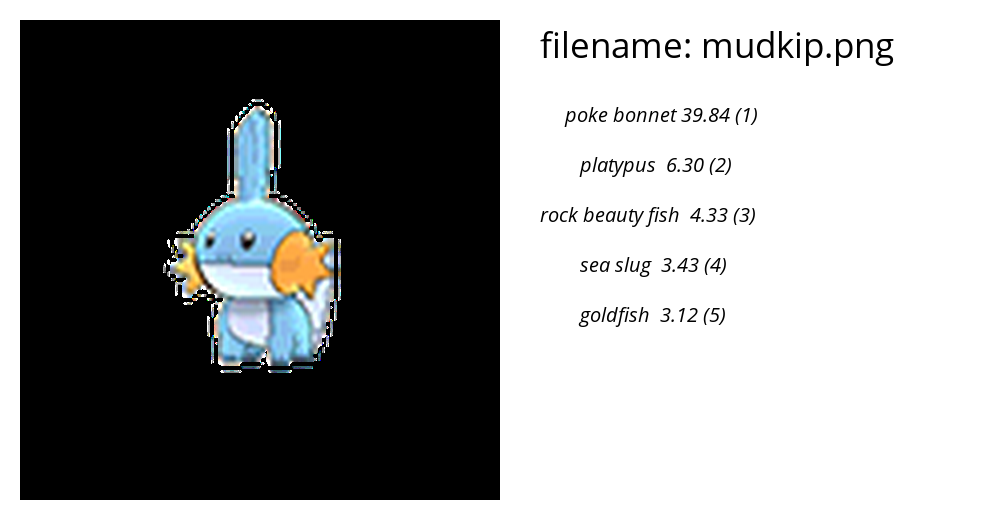 filename: mudkip.png
poke bonnet 39.84 (1)
platypus 6.30 (2)
rock beauty fish 4.33 (3)
sea slug 3.43 (4)
goldfish 3.12 (5)